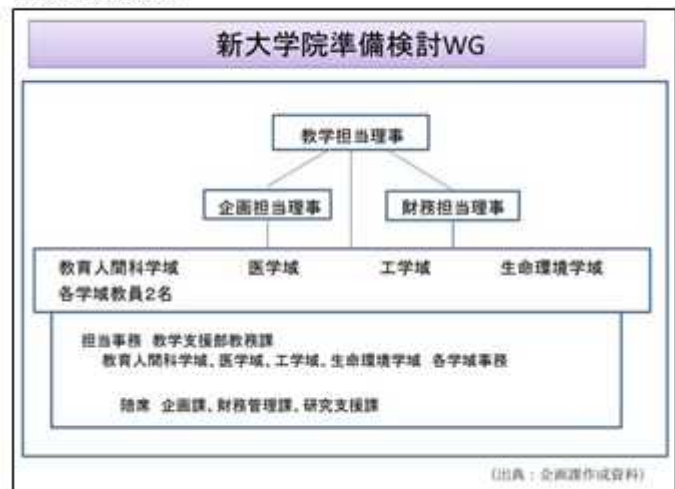 新大学院準備検討WG
教学担当理事
企画担当理事 財務担当理事
教育人間科学域 医学域 工学域 生命環境学域
各学域教員2名
担当事務 教学支援部教務課
教育人間科学域、医学域、工学域、生命環境学域 各学域事務
陪席 企画課、財務管理課、研究支援課
(出典:企画課作成資料)